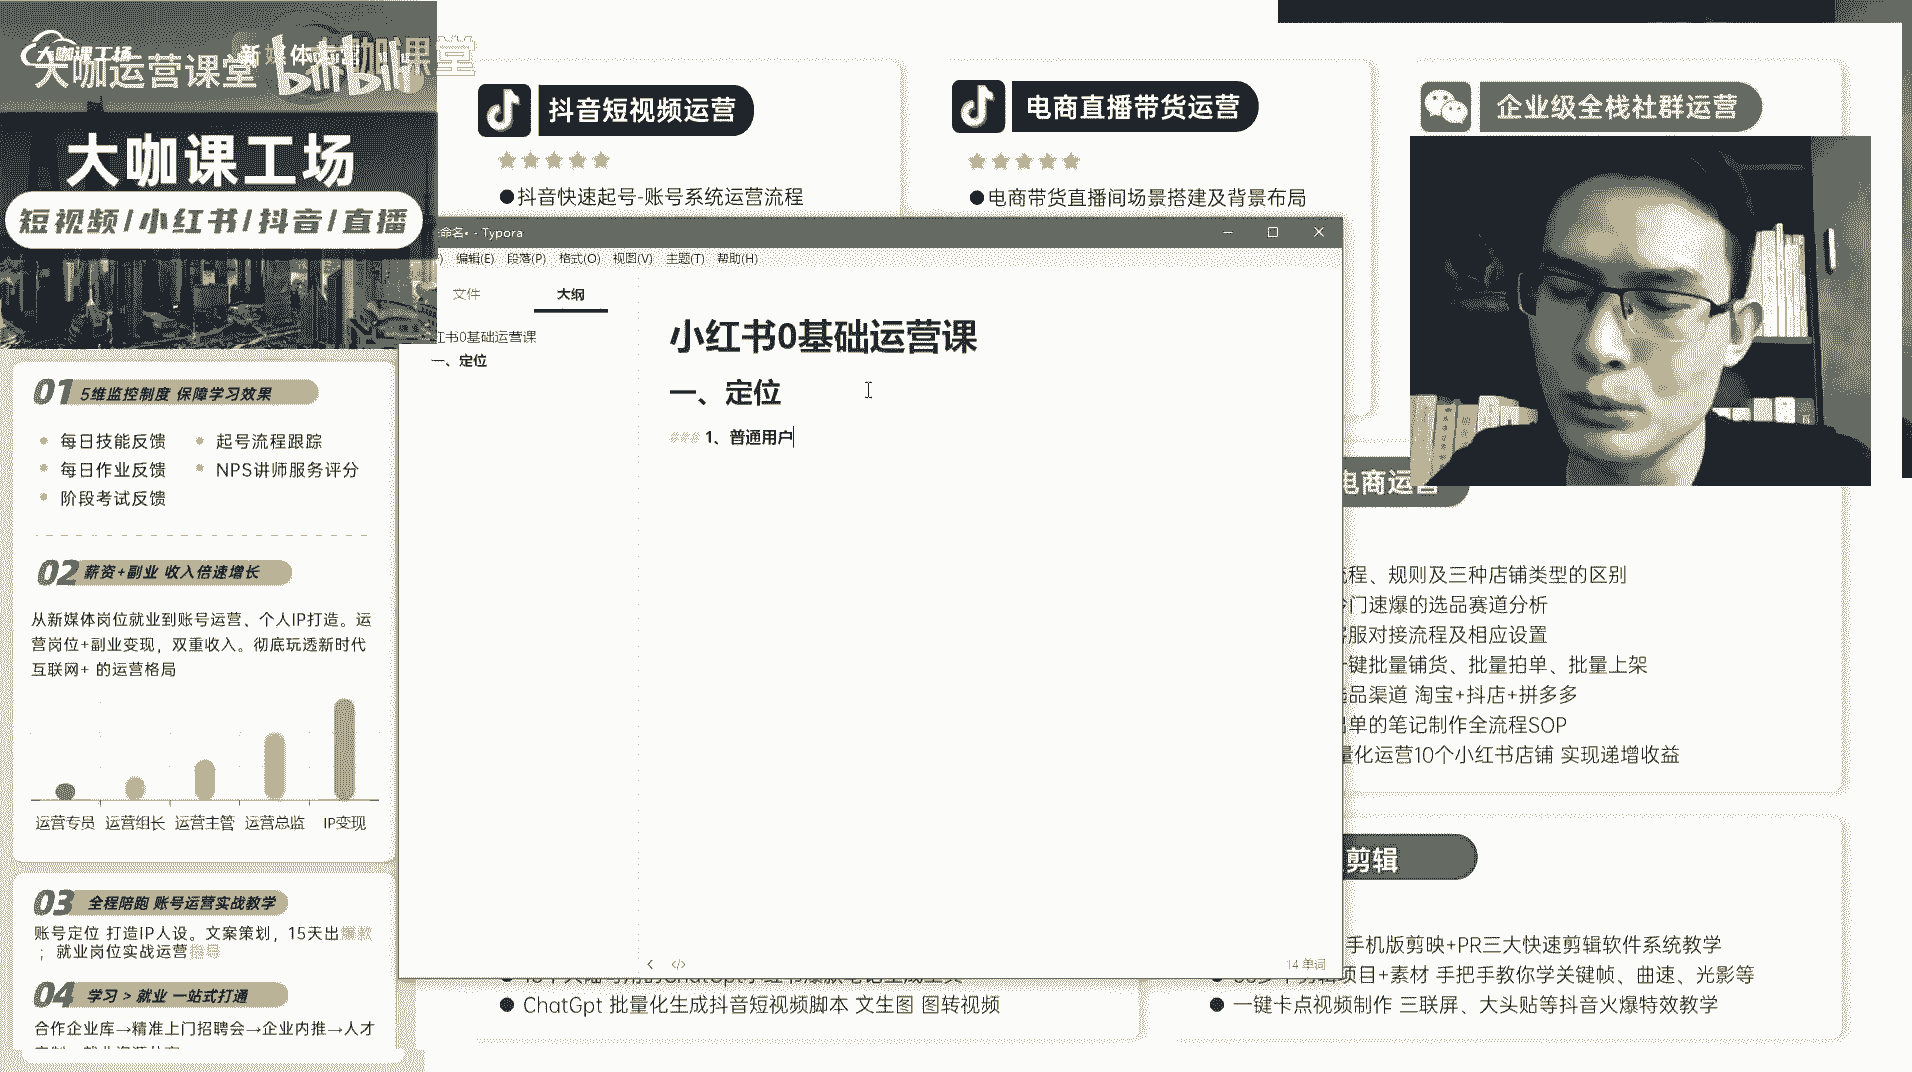 大咖课工场
新媒体
大咖运营课堂
bilibili
课堂
大咖课工场
短视频/小红书/抖音/直播
01 5维监控制度 保障学习效果
每日技能反馈
起号流程跟踪
每日作业反馈
NPS讲师服务评分
阶段考试反馈
02 薪资+副业 收入倍速增长
从新媒体岗位就业到账号运营、个人IP打造。运
营岗位+副业变现，双重收入。彻底玩透新时代
互联网+ 的运营格局
运营专员 运营组长 运营主管 运营总监 IP变现
03 全程陪跑 账号运营实战教学
账号定位 打造IP人设。文案策划，15天出爆款
；就业岗位实战运营指导
04 学习 > 就业 一站式打通
合作企业库→精准上门招聘会→企业内推→人才
抖音短视频运营
●抖音快速起号-账号系统运营流程
电商直播带货运营
●电商带货直播间场景搭建及背景布局
企业级全栈社群运营
命名• - Typora
) 编辑(E) 段落(P) 格式(O) 视图(V) 主题(T) 帮助(H)
文件 大纲
红书0基础运营课
一、定位
小红书0基础运营课
一、定位
### 1、普通用户
14 单词
电商运营
流程、规则及三种店铺类型的区别
冷门速爆的选品赛道分析
客服对接流程及相应设置
一键批量铺货、批量拍单、批量上架
选品渠道 淘宝+抖店+拼多多
出单的笔记制作全流程SOP
量化运营10个小红书店铺 实现递增收益
剪辑
手机版剪映+PR三大快速剪辑软件系统教学
项目+素材 手把手教你学关键帧、曲速、光影等
●一键卡点视频制作 三联屏、大头贴等抖音火爆特效教学
●ChatGpt 批量化生成抖音短视频脚本 文生图 图转视频